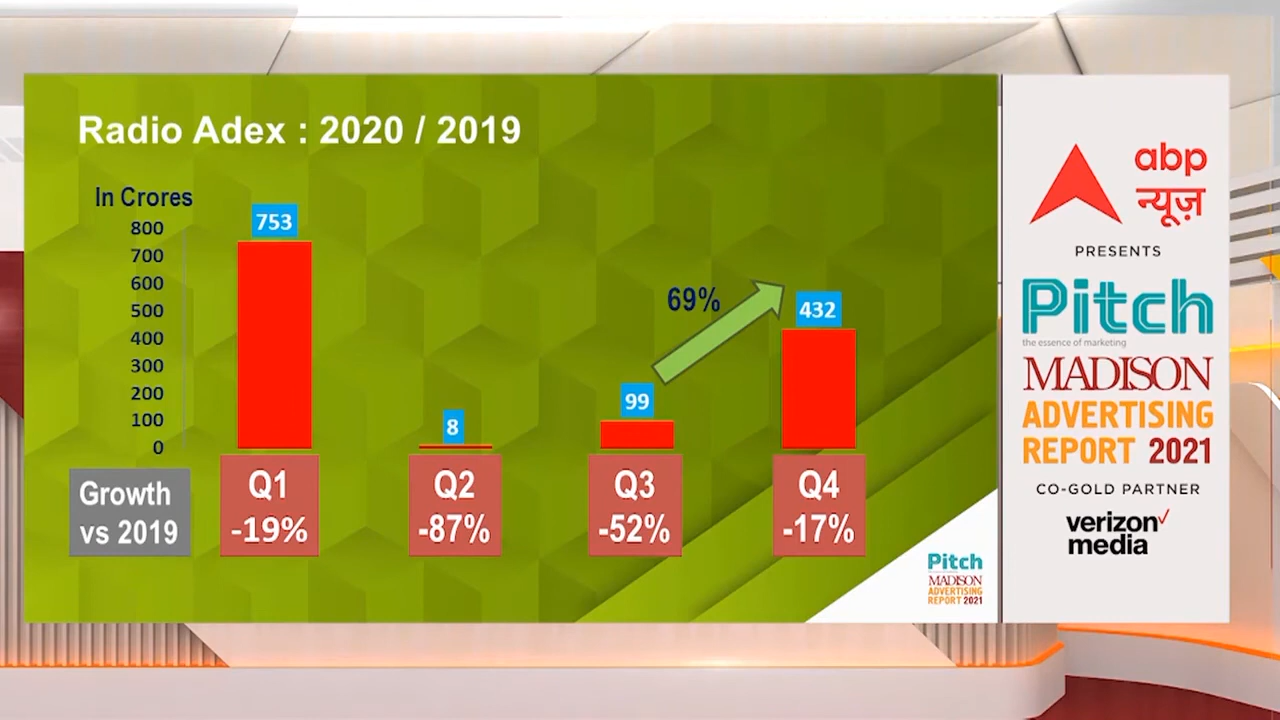 Radio Adex : 2020 / 2019
In Crores
800
700
600
500
400
300
200
100
0
753
8
99
69%
432
Growth
vs 2019
Q1
-19%
Q2
-87%
Q3
-52%
Q4
-17%
Pitch
MADISON
ADVERTISING
REPORT 2021
abp
न्यूज़
PRESENTS
Pitch
the essence of marketing
MADISON
ADVERTISING
REPORT 2021
CO-GOLD PARTNER
verizon
media